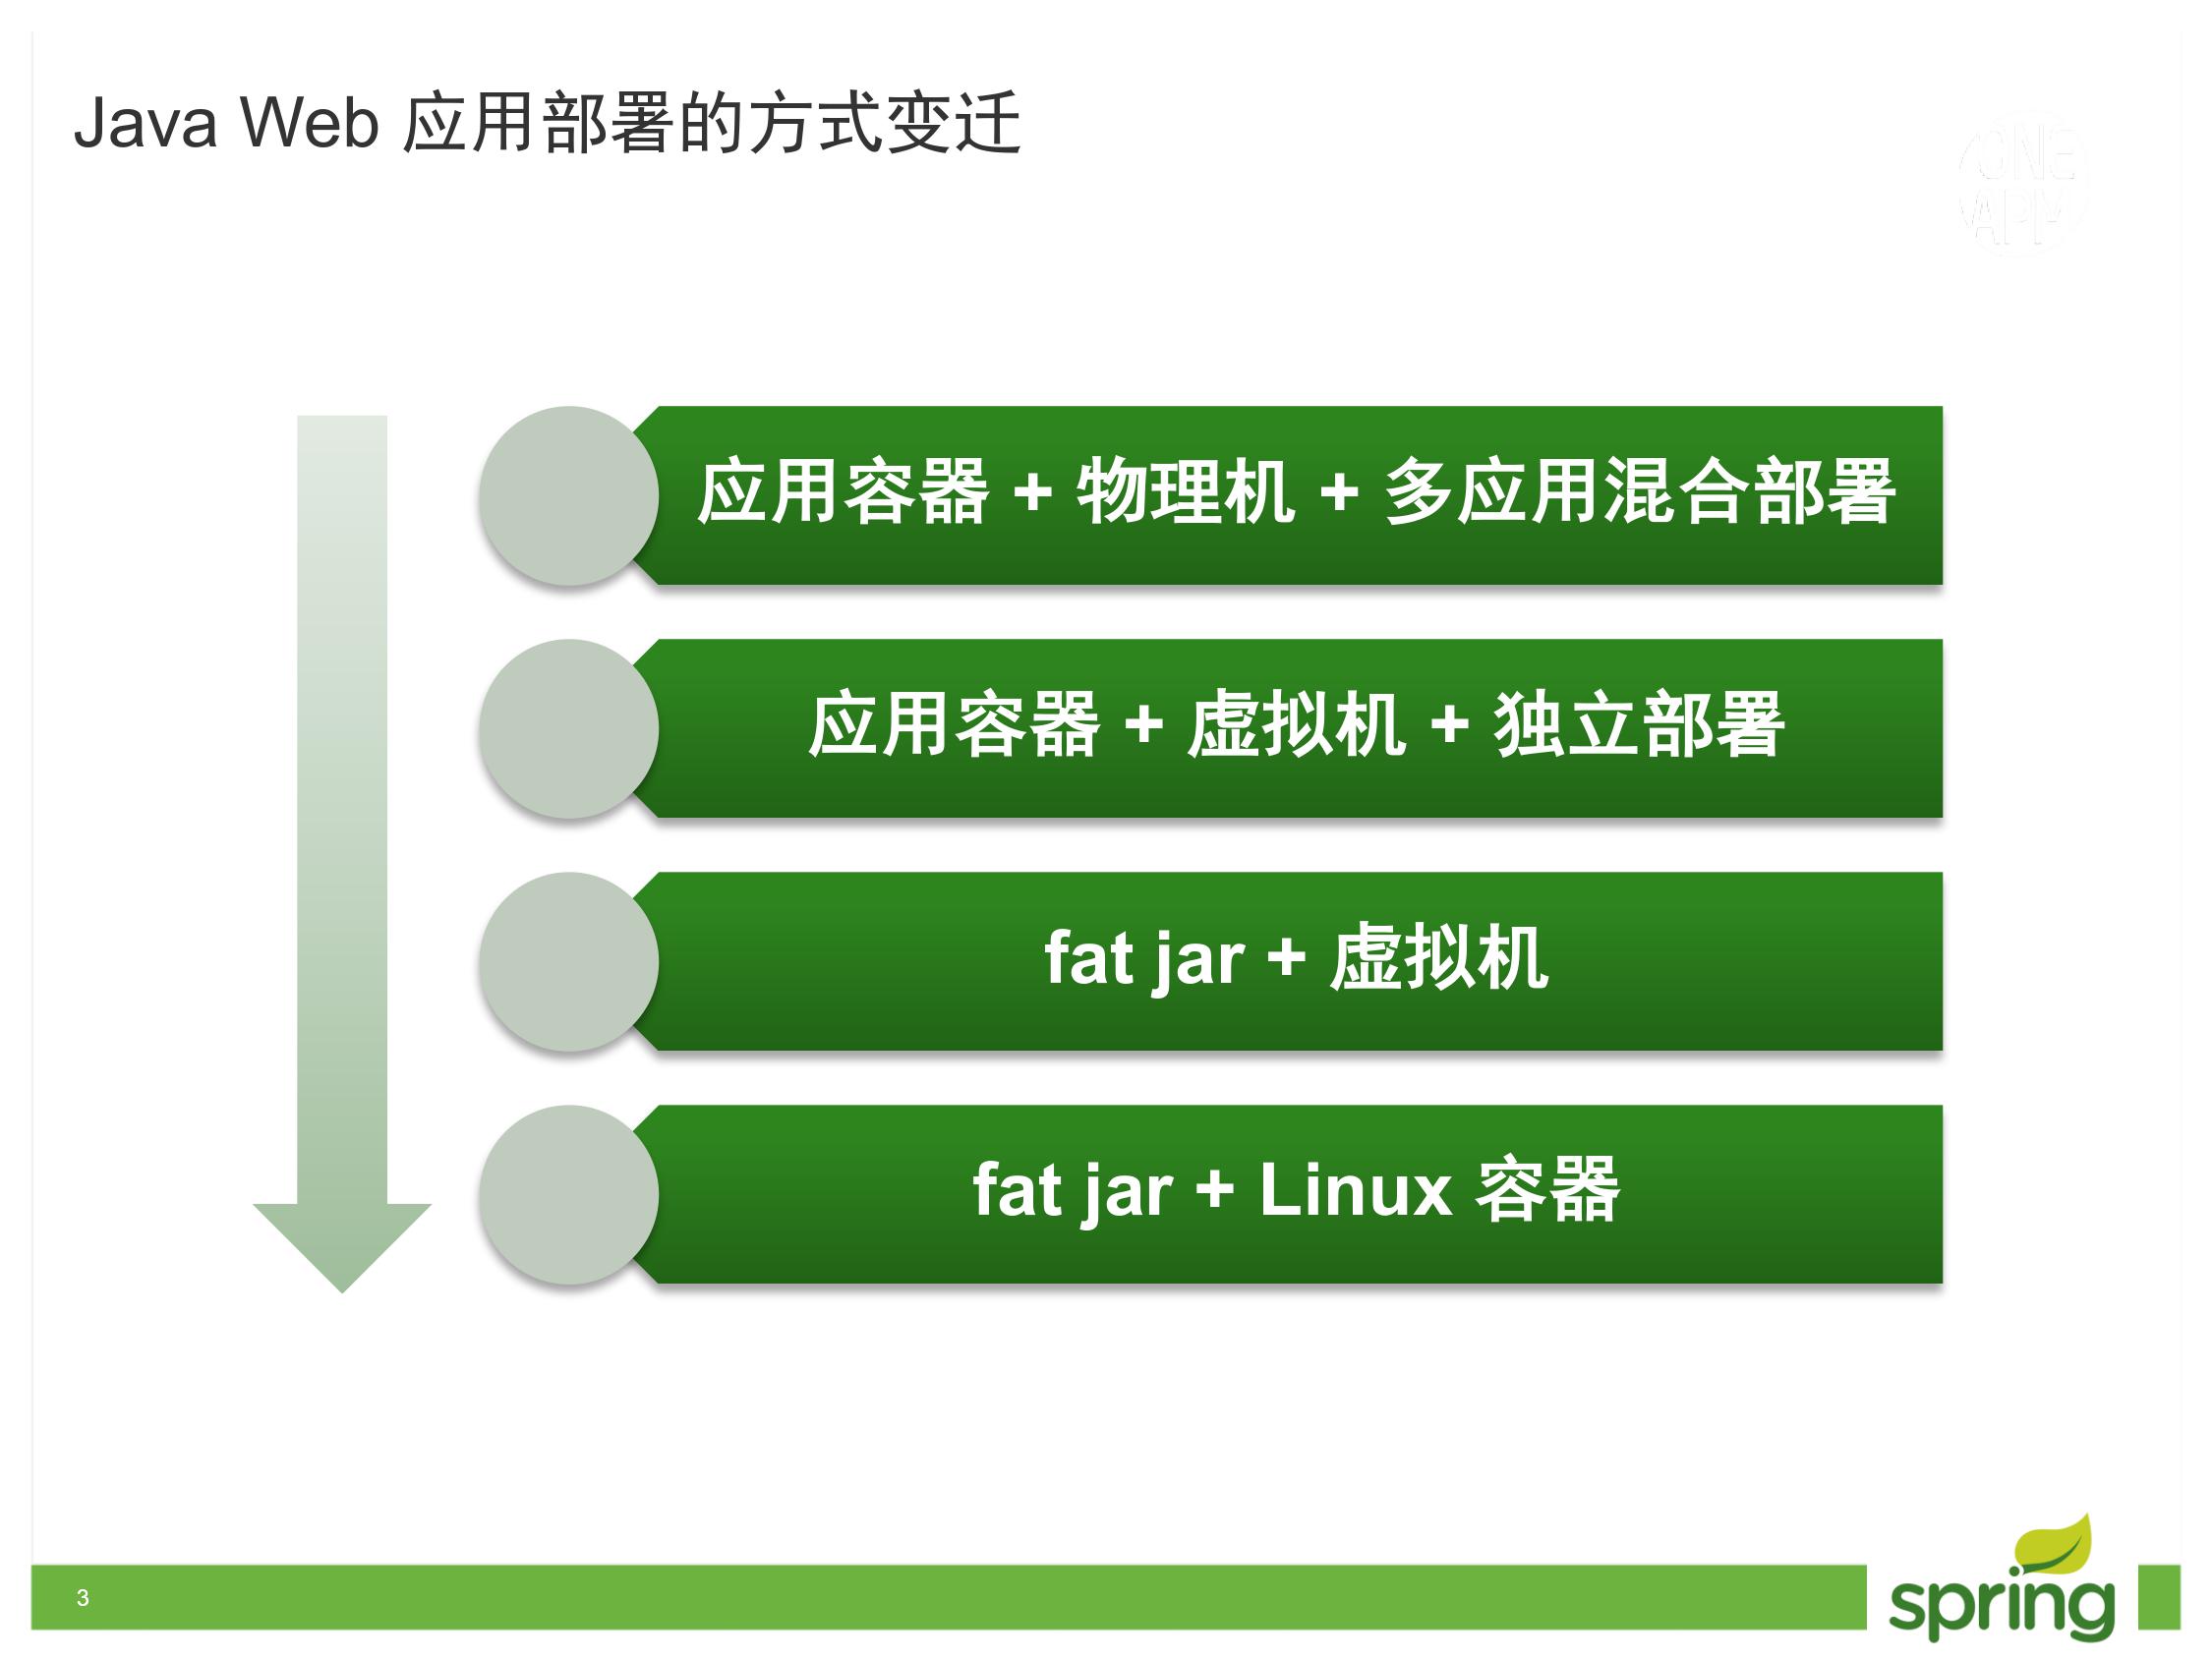 Java Web 应用部署的方式变迁
ONE
APM
应用容器 + 物理机 + 多应用混合部署
应用容器 + 虚拟机 + 独立部署
fat jar + 虚拟机
fat jar + Linux 容器
3
spring